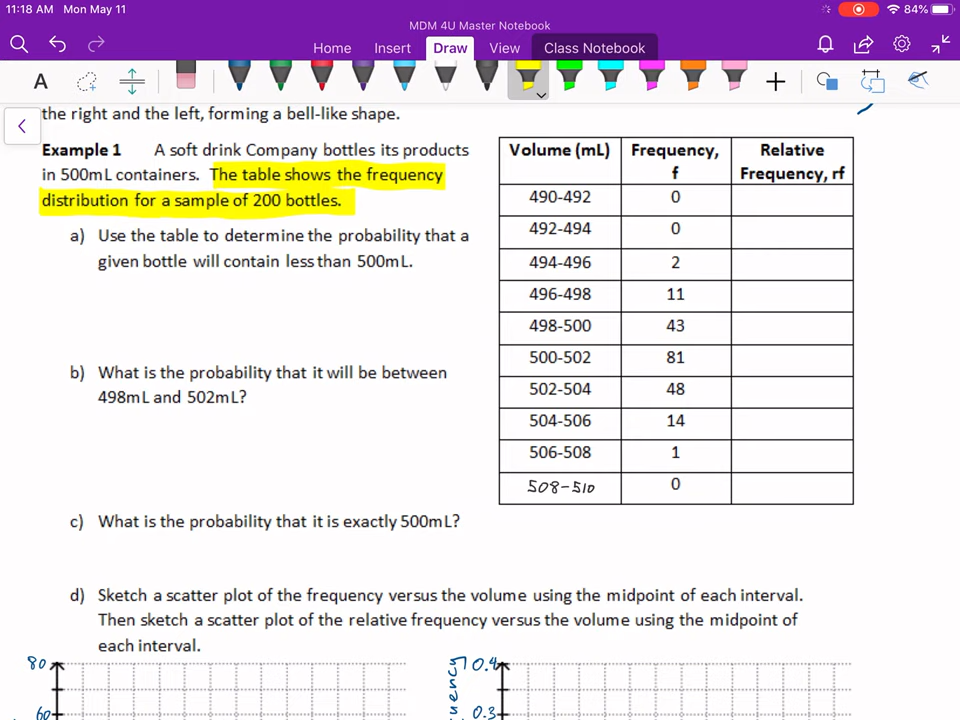 11:18 AM Mon May 11
84%
MDM 4U Master Notebook
Home Insert Draw View Class Notebook
A
the right and the left, forming a bell-like shape.
Example 1 A soft drink Company bottles its products
in 500mL containers. The table shows the frequency
distribution for a sample of 200 bottles.
a) Use the table to determine the probability that a
given bottle will contain less than 500mL.
b) What is the probability that it will be between
498mL and 502mL?
c) What is the probability that it is exactly 500mL?
Volume (mL) Frequency, f Relative Frequency, rf
490-492 0
492-494 0
494-496 2
496-498 11
498-500 43
500-502 81
502-504 48
504-506 14
506-508 1
508-510 0
d) Sketch a scatter plot of the frequency versus the volume using the midpoint of each interval.
Then sketch a scatter plot of the relative frequency versus the volume using the midpoint of
each interval.
80
60
0.4
0.3